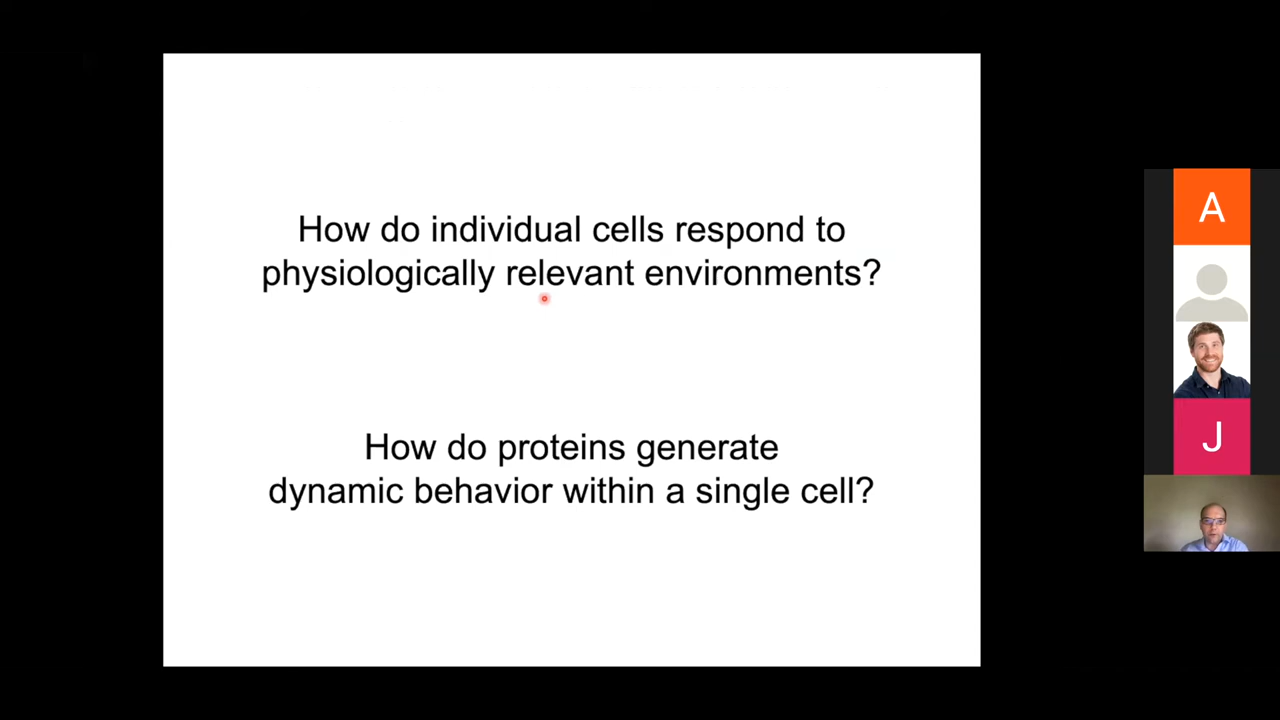 How do individual cells respond to
physiologically relevant environments?
How do proteins generate
dynamic behavior within a single cell?
A
J